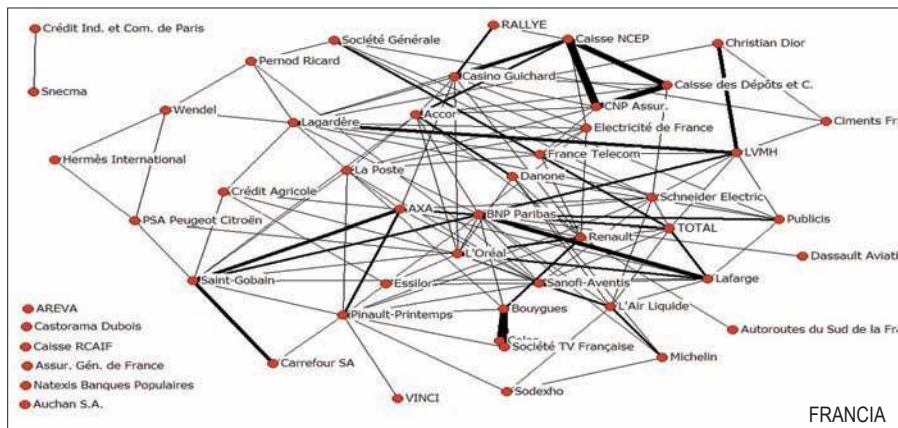 Crédit Ind. et Com. de Paris
RALLYE
Caisse NCEP
Société Générale
Christian Dior
Pernod Ricard
Casino Guichard
Caisse des Dépôts et C.
Snecma
CNP Assur.
Wendel
Accor
Lagardère
Electricité de France
Ciments Fr
France Telecom
LVMH
Hermès International
La Poste
Danone
Crédit Agricole
Schneider Electric
AXA
BNP Paribas
PSA Peugeot Citroën
Publicis
TOTAL
Renault
L'Oréal
Dassault Aviati
Saint-Gobain
Essilor
Sanofi-Aventis
Lafarge
AREVA
Bouygues
L'Air Liquide
Pinault-Printemps
Castorama Dubois
Autoroutes du Sud de la Fra
Caisse RCAIF
Société TV Française
Michelin
Assur. Gén. de France
Carrefour SA
Natexis Banques Populaires
Sodexho
VINCI
Auchan S.A.
FRANCIA